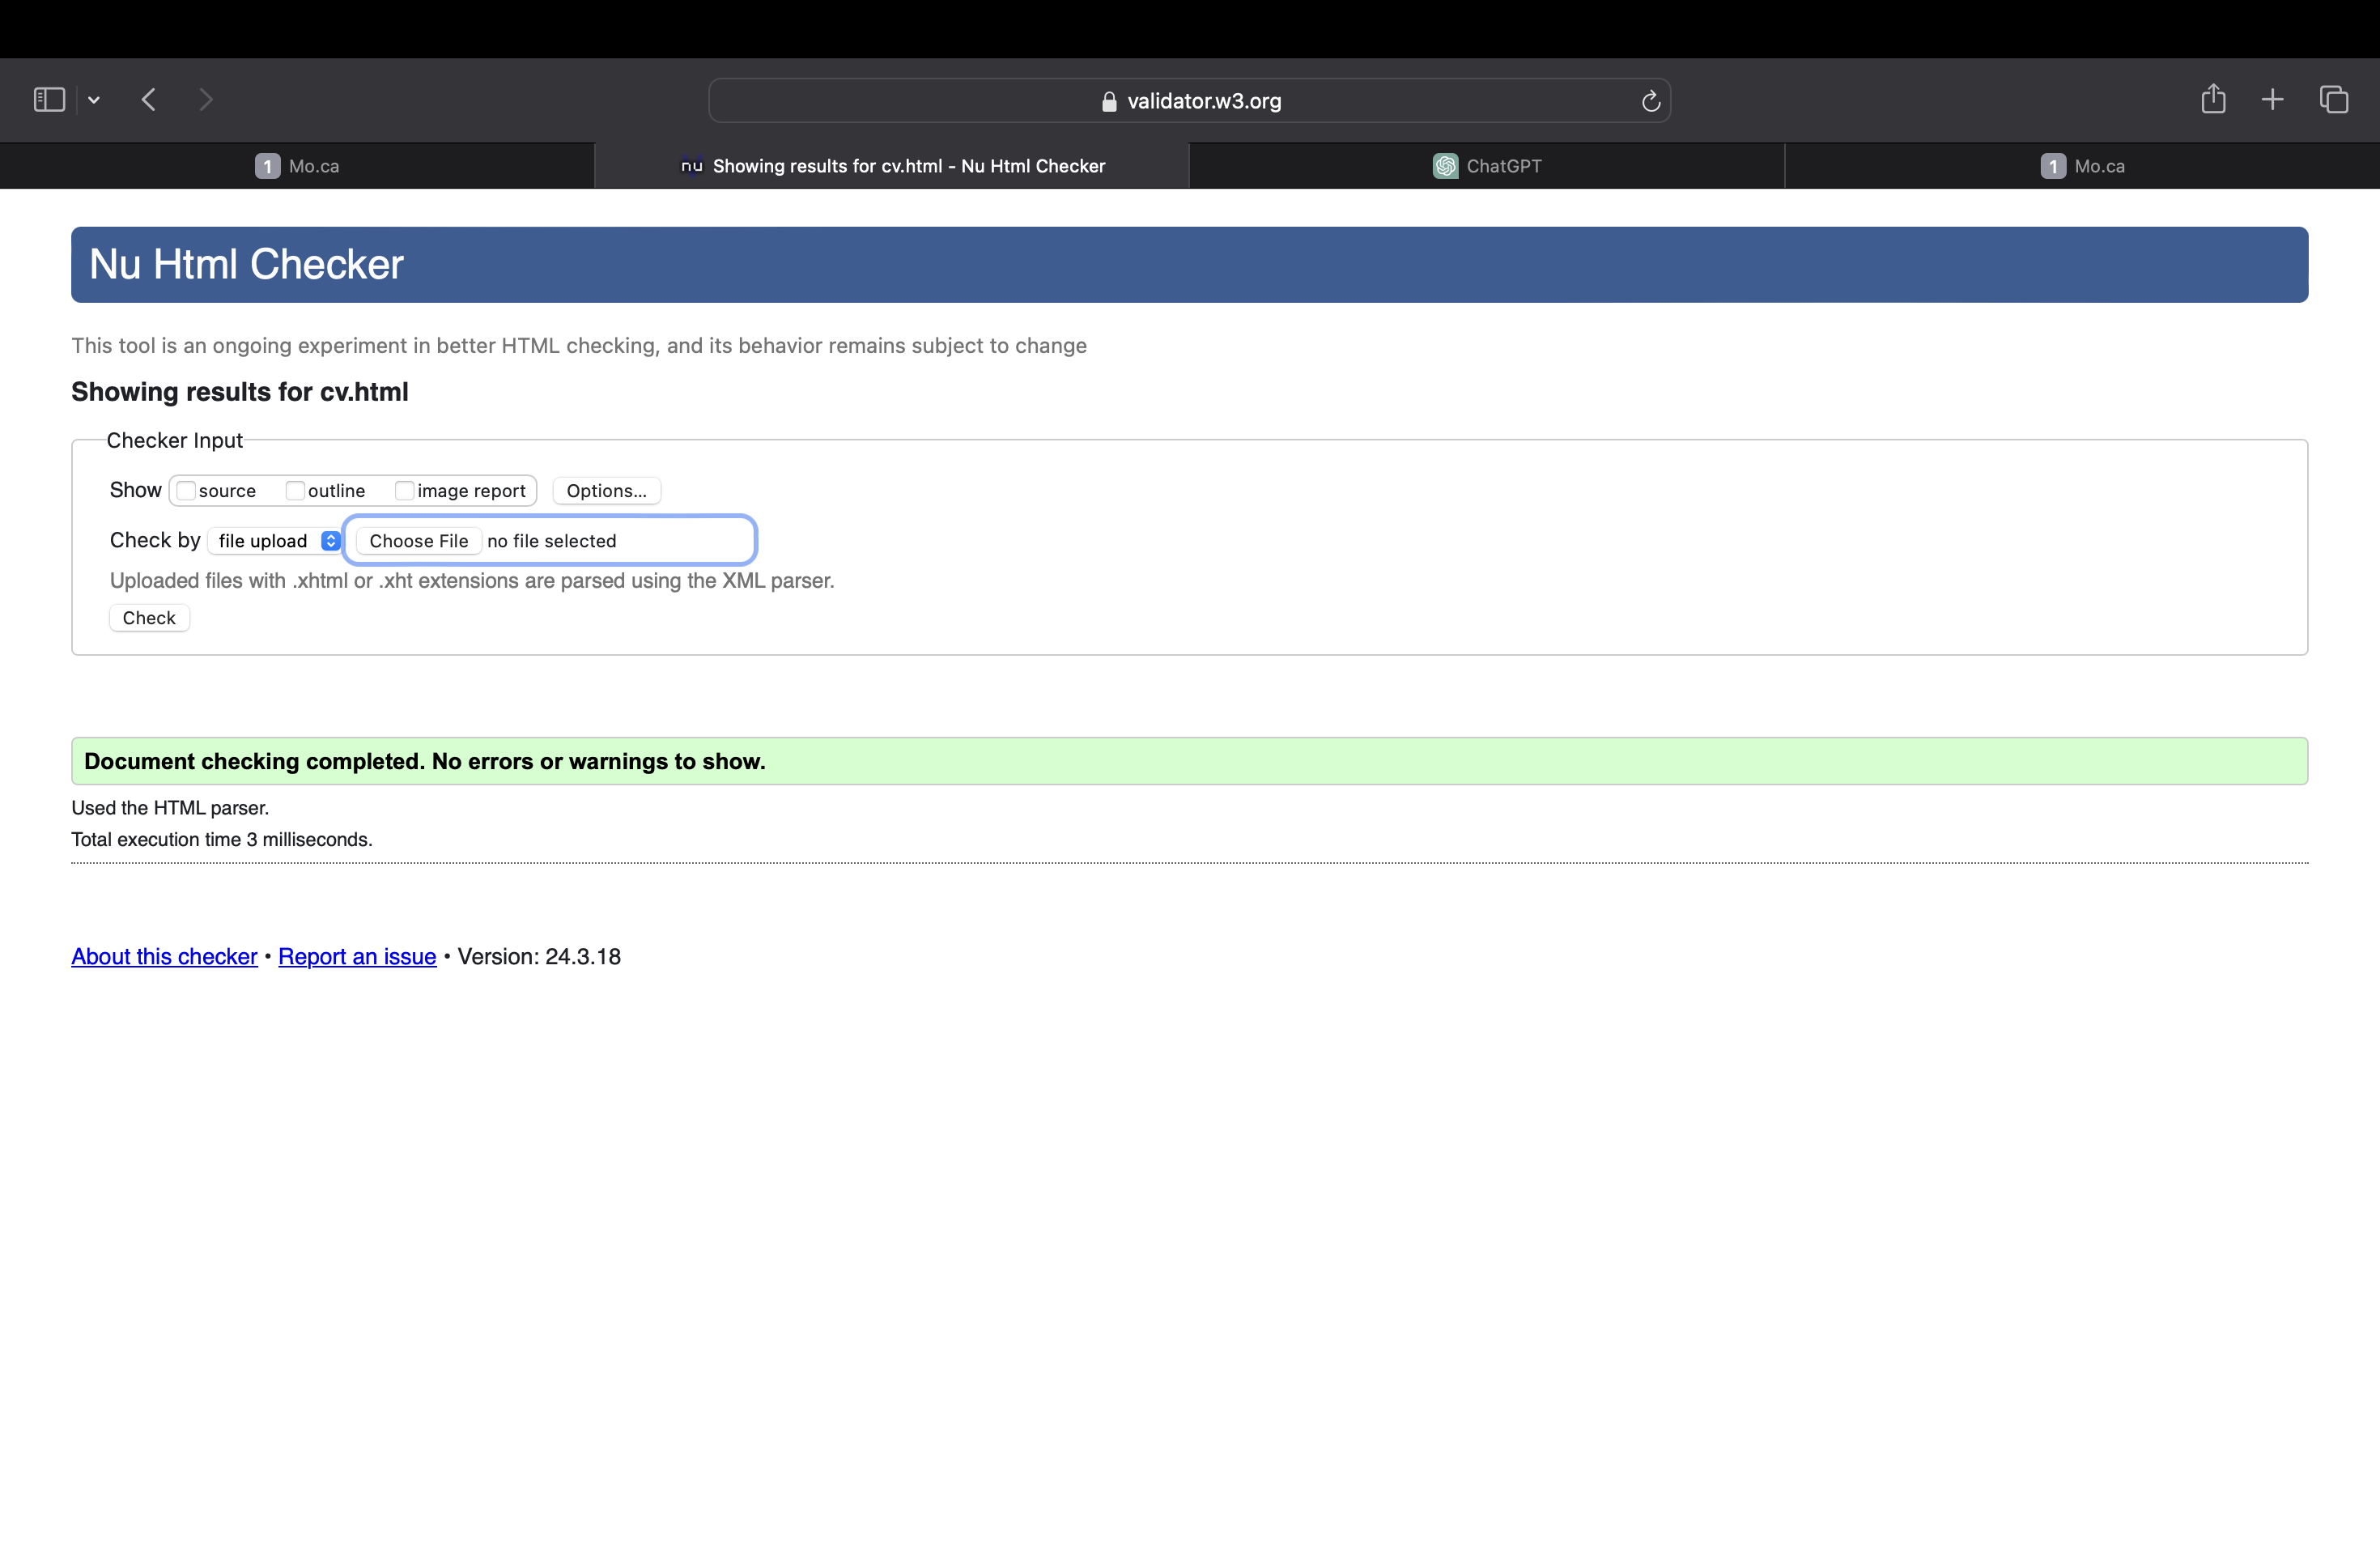 validator.w3.org
1 Mo.ca
nu Showing results for cv.html - Nu Html Checker
ChatGPT
1 Mo.ca
Nu Html Checker
This tool is an ongoing experiment in better HTML checking, and its behavior remains subject to change
Showing results for cv.html
Checker Input
Show source outline image report Options...
Check by file upload Choose File no file selected
Uploaded files with .xhtml or .xht extensions are parsed using the XML parser.
Check
Document checking completed. No errors or warnings to show.
Used the HTML parser.
Total execution time 3 milliseconds.
About this checker • Report an issue • Version: 24.3.18